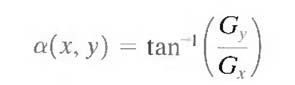 α(x, y) = tan⁻¹(G_y / G_x)